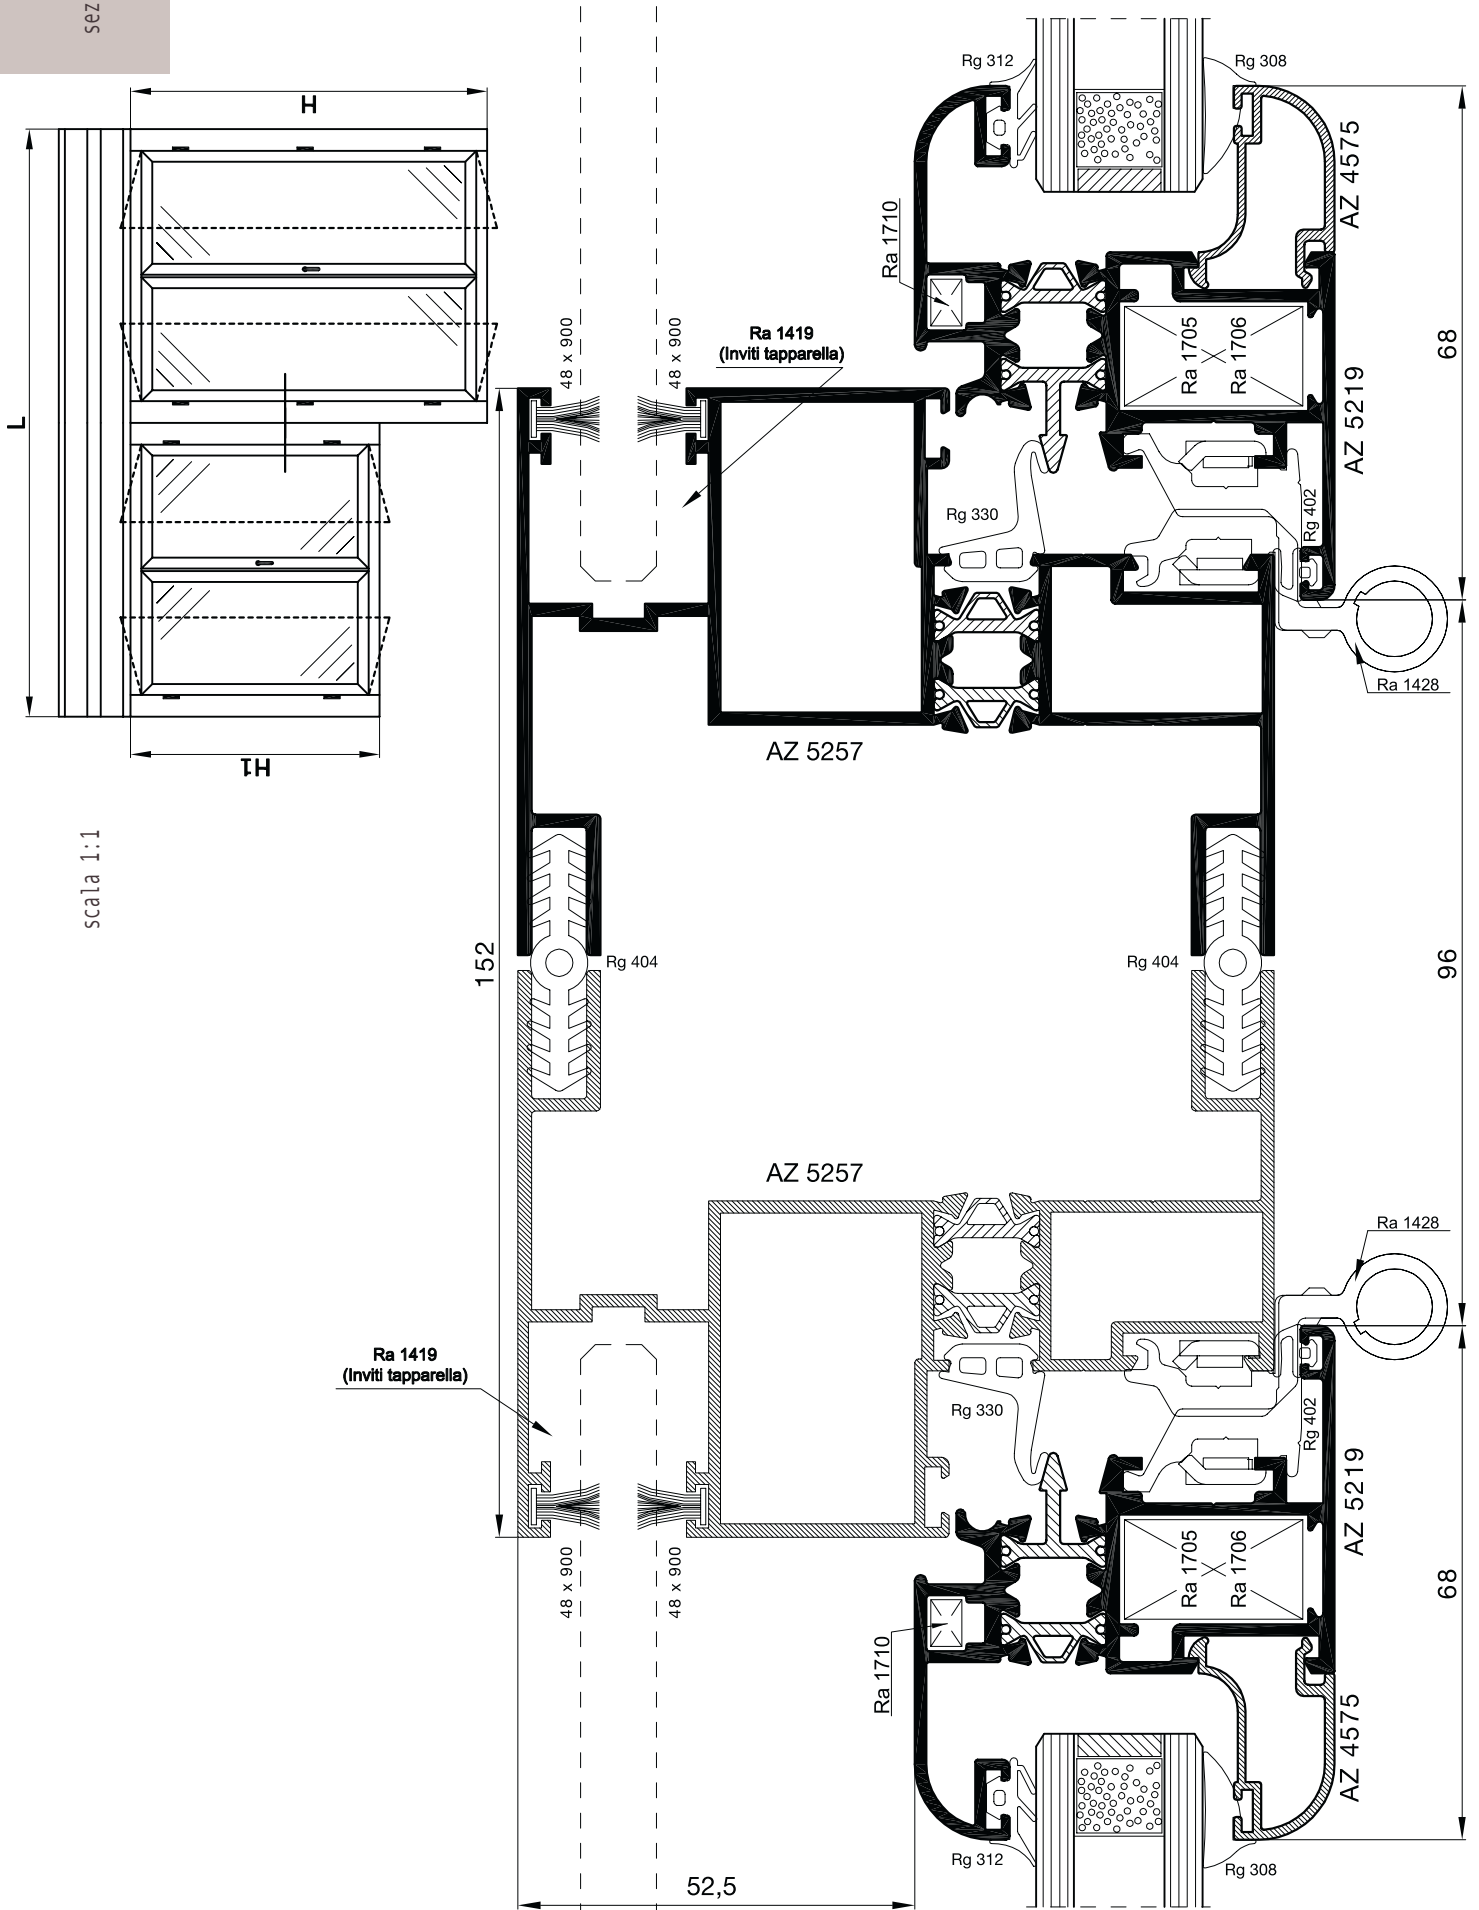 sez
H
L
H1
scala 1:1
Rg 312
Rg 308
AZ 4575
Ra 1710
48 x 900
48 x 900
Ra 1419
(Inviti tapparella)
Ra 1705
Ra 1706
68
AZ 5219
Rg 330
Rg 402
Ra 1428
AZ 5257
152
Rg 404
Rg 404
96
AZ 5257
Ra 1428
Ra 1419
(Inviti tapparella)
Rg 330
Rg 402
AZ 5219
48 x 900
48 x 900
Ra 1705
Ra 1706
68
Ra 1710
AZ 4575
Rg 312
Rg 308
52,5